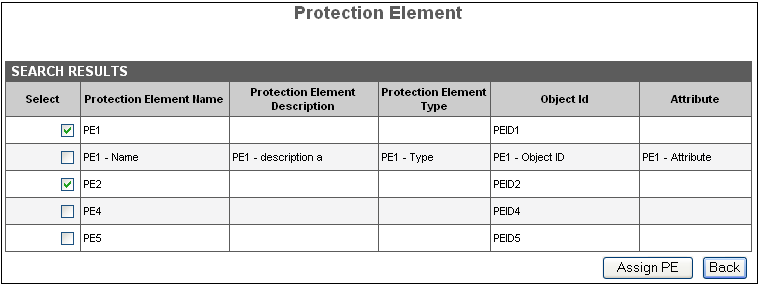 Protection Element
SEARCH RESULTS
Select Protection Element Name Protection Element Description Protection Element Type Object Id Attribute
PE1 PEID1
PE1 - Name PE1 - description a PE1 - Type PE1 - Object ID PE1 - Attribute
PE2 PEID2
PE4 PEID4
PE5 PEID5
Assign PE Back